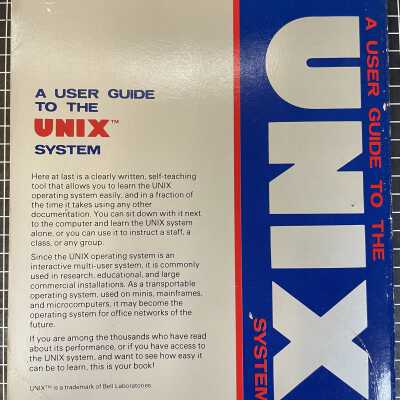 A USER GUIDE
TO THE
UNIX™
SYSTEM
Here at last is a clearly written, self-teaching
tool that allows you to learn the UNIX
operating system easily, and in a fraction of
the time it takes using any other
documentation. You can sit down with it next
to the computer and learn the UNIX system
alone, or you can use it to instruct a staff, a
class, or any group.
Since the UNIX operating system is an
interactive multi-user system, it is commonly
used in research, educational, and large
commercial installations. As a transportable
operating system, used on minis, mainframes,
and microcomputers, it may become the
operating system for office networks of the
future.
If you are among the thousands who have read
about its performance, or if you have access to
the UNIX system, and want to see how easy it
can be to learn, this is your book!
UNIX™ is a trademark of Bell Laboratories.
A USER GUIDE TO THE
UNIX
SYSTEM